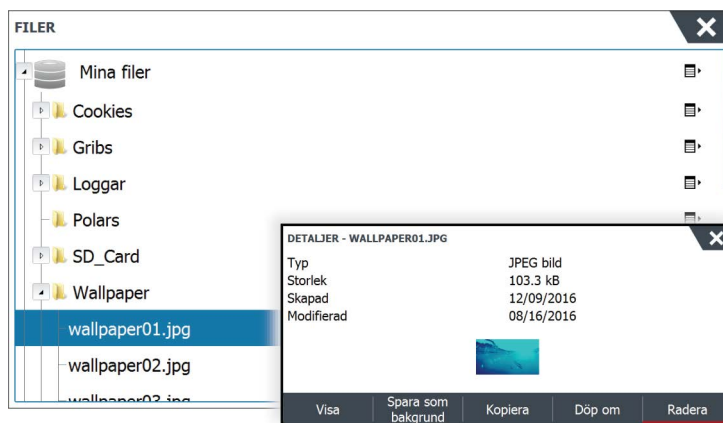 FILER
Mina filer
Cookies
Gribs
Loggar
Polars
SD_Card
Wallpaper
wallpaper01.jpg
wallpaper02.jpg
wallpaper03.jpg
DETALJER - WALLPAPER01.JPG
Typ JPEG bild
Storlek 103.3 kB
Skapad 12/09/2016
Modifierad 08/16/2016
Visa
Spara som
bakgrund
Kopiera
Döp om
Radera